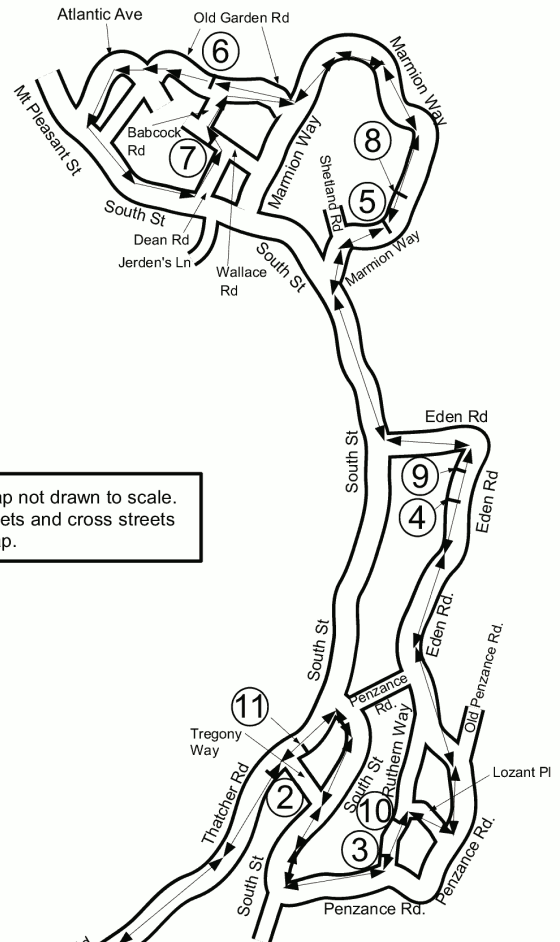 Atlantic Ave
Old Garden Rd
6
Marmion Way
Mt Pleasant St
Babcock
Rd
7
8
Marmion Way
Shetland Rd
5
South St
Dean Rd
Jerden's Ln
Wallace
Rd
South St
Marmion Way
Eden Rd
South St
9
4
Eden Rd
ap not drawn to scale.
ets and cross streets
ap.
Eden Rd.
South St
Old Penzance Rd.
Penzance
Rd.
11
Tregony
Way
Ruthern Way
South St
Lozant Pl
Thatcher Rd
2
10
3
South St
Penzance Rd.
Penzance Rd.